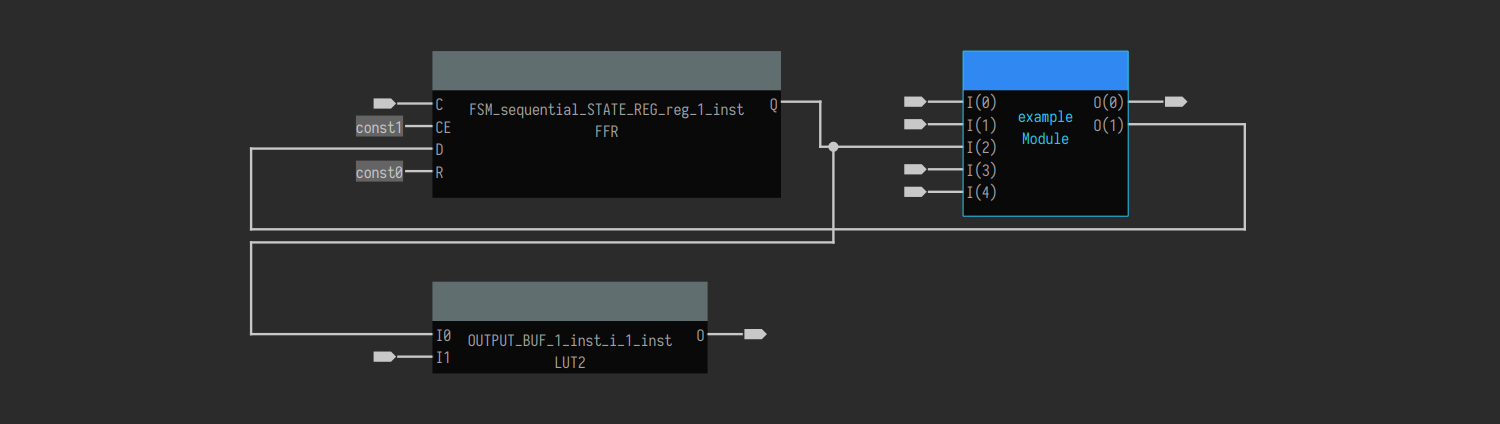 C
const1
CE
D
const0
R
FSM_sequential_STATE_REG_reg_1_inst
FFR
Q
I(0)
I(1)
I(2)
I(3)
I(4)
example
Module
O(0)
O(1)
I0
I1
OUTPUT_BUF_1_inst_i_1_inst
LUT2
O